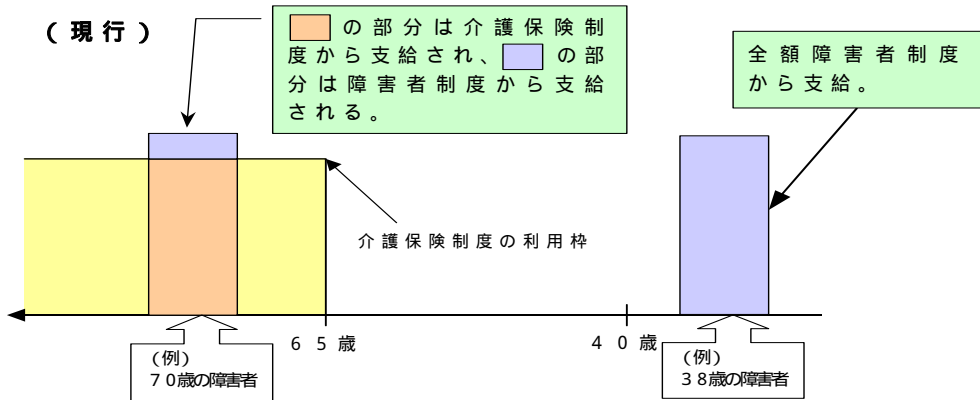 (現行)
の部分は介護保険制
度から支給され、 の部
分は障害者制度から支給
される。
全額障害者制度
から支給。
介護保険制度の利用枠
65歳
40歳
(例)
70歳の障害者
(例)
38歳の障害者